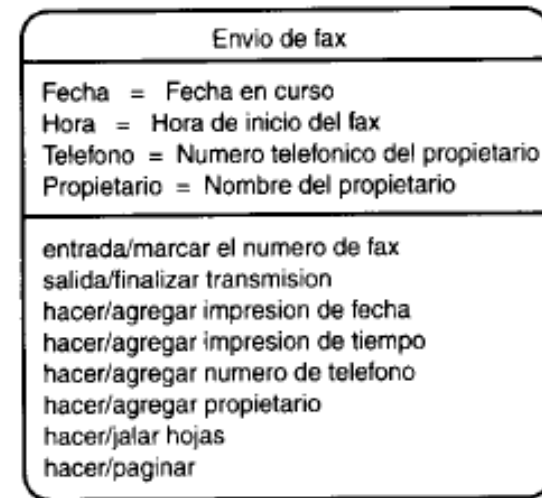 Envio de fax
Fecha = Fecha en curso
Hora = Hora de inicio del fax
Telefono = Numero telefonico del propietario
Propietario = Nombre del propietario
entrada/marcar el numero de fax
salida/finalizar transmision
hacer/agregar impresion de fecha
hacer/agregar impresion de tiempo
hacer/agregar numero de telefono
hacer/agregar propietario
hacer/jalar hojas
hacer/paginar